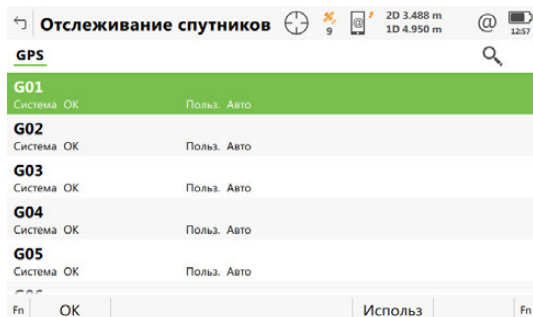 Отслеживание спутников 9 @ 2D 3.488 m @
1D 4.950 m 12:57
GPS
G01
Система OK Польз. Авто
G02
Система OK Польз. Авто
G03
Система OK Польз. Авто
G04
Система OK Польз. Авто
G05
Система OK Польз. Авто
Fn OK Использ Fn